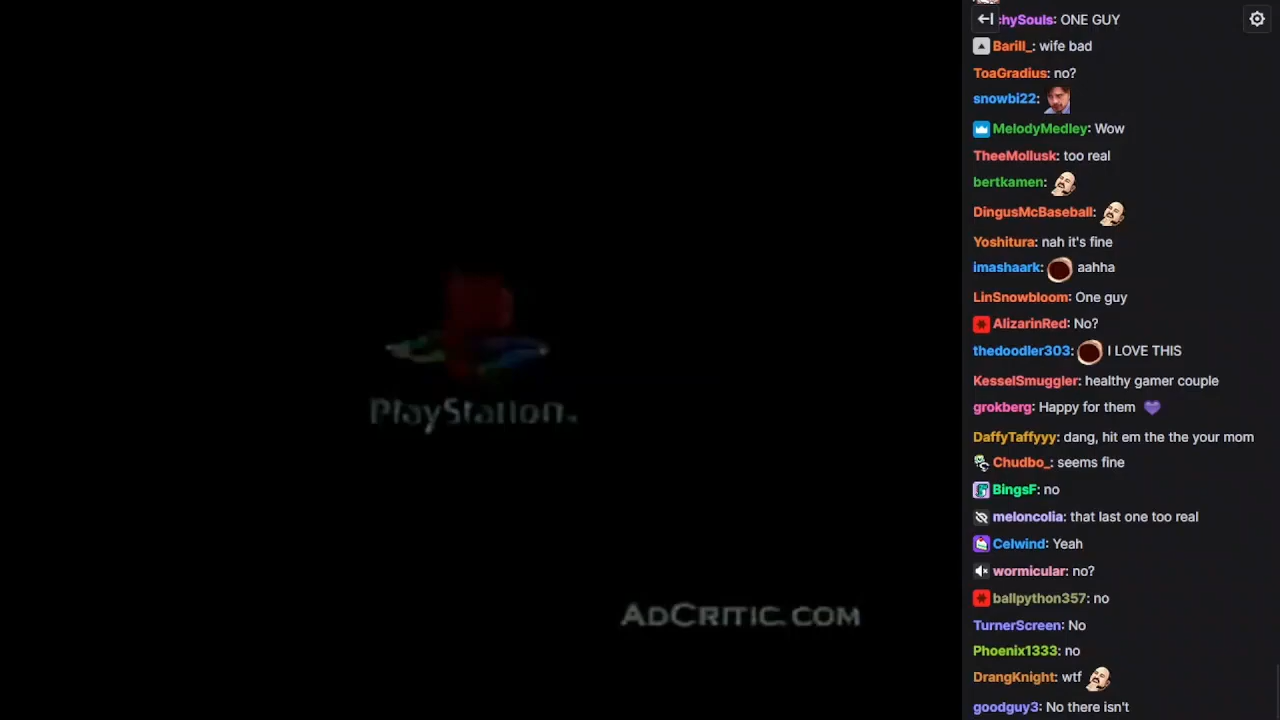 PlayStation
AdCritic.com
hySouls: ONE GUY
Barill_: wife bad
ToaGradius: no?
snowbi22:
MelodyMedley: Wow
TheeMollusk: too real
bertkamen:
DingusMcBaseball:
Yoshitura: nah it's fine
imashaark: aahha
LinSnowbloom: One guy
AlizarinRed: No?
thedoodler303: I LOVE THIS
KesselSmuggler: healthy gamer couple
grokberg: Happy for them
DaffyTaffyyy: dang, hit em the the your mom
Chudbo_: seems fine
BingsF: no
meloncolia: that last one too real
Celwind: Yeah
wormicular: no?
ballpython357: no
TurnerScreen: No
Phoenix1333: no
DrangKnight: wtf
goodguy3: No there isn't